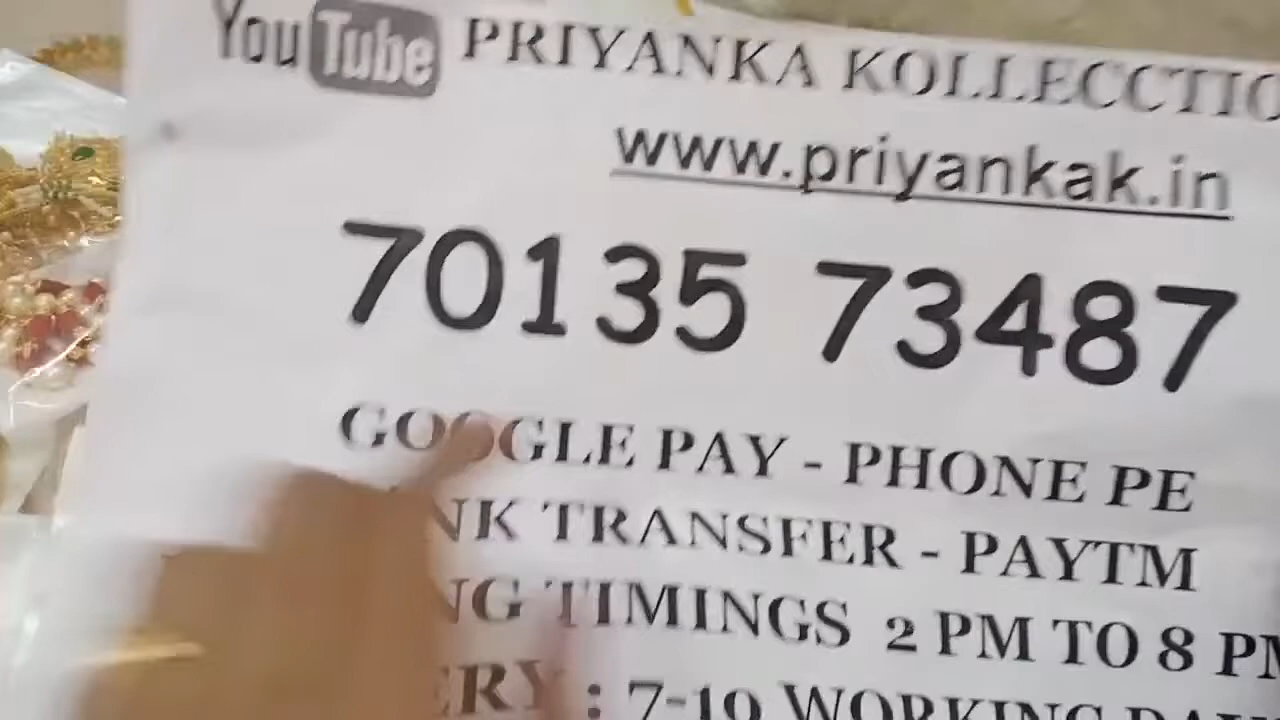 YouTube PRIYANKA KOLLECCTIO
www.priyankak.in
70135 73487
GOOGLE PAY - PHONE PE
NK TRANSFER - PAYTM
NG TIMINGS 2 PM TO 8 PM
ERY : 7-10 WORKING DAY